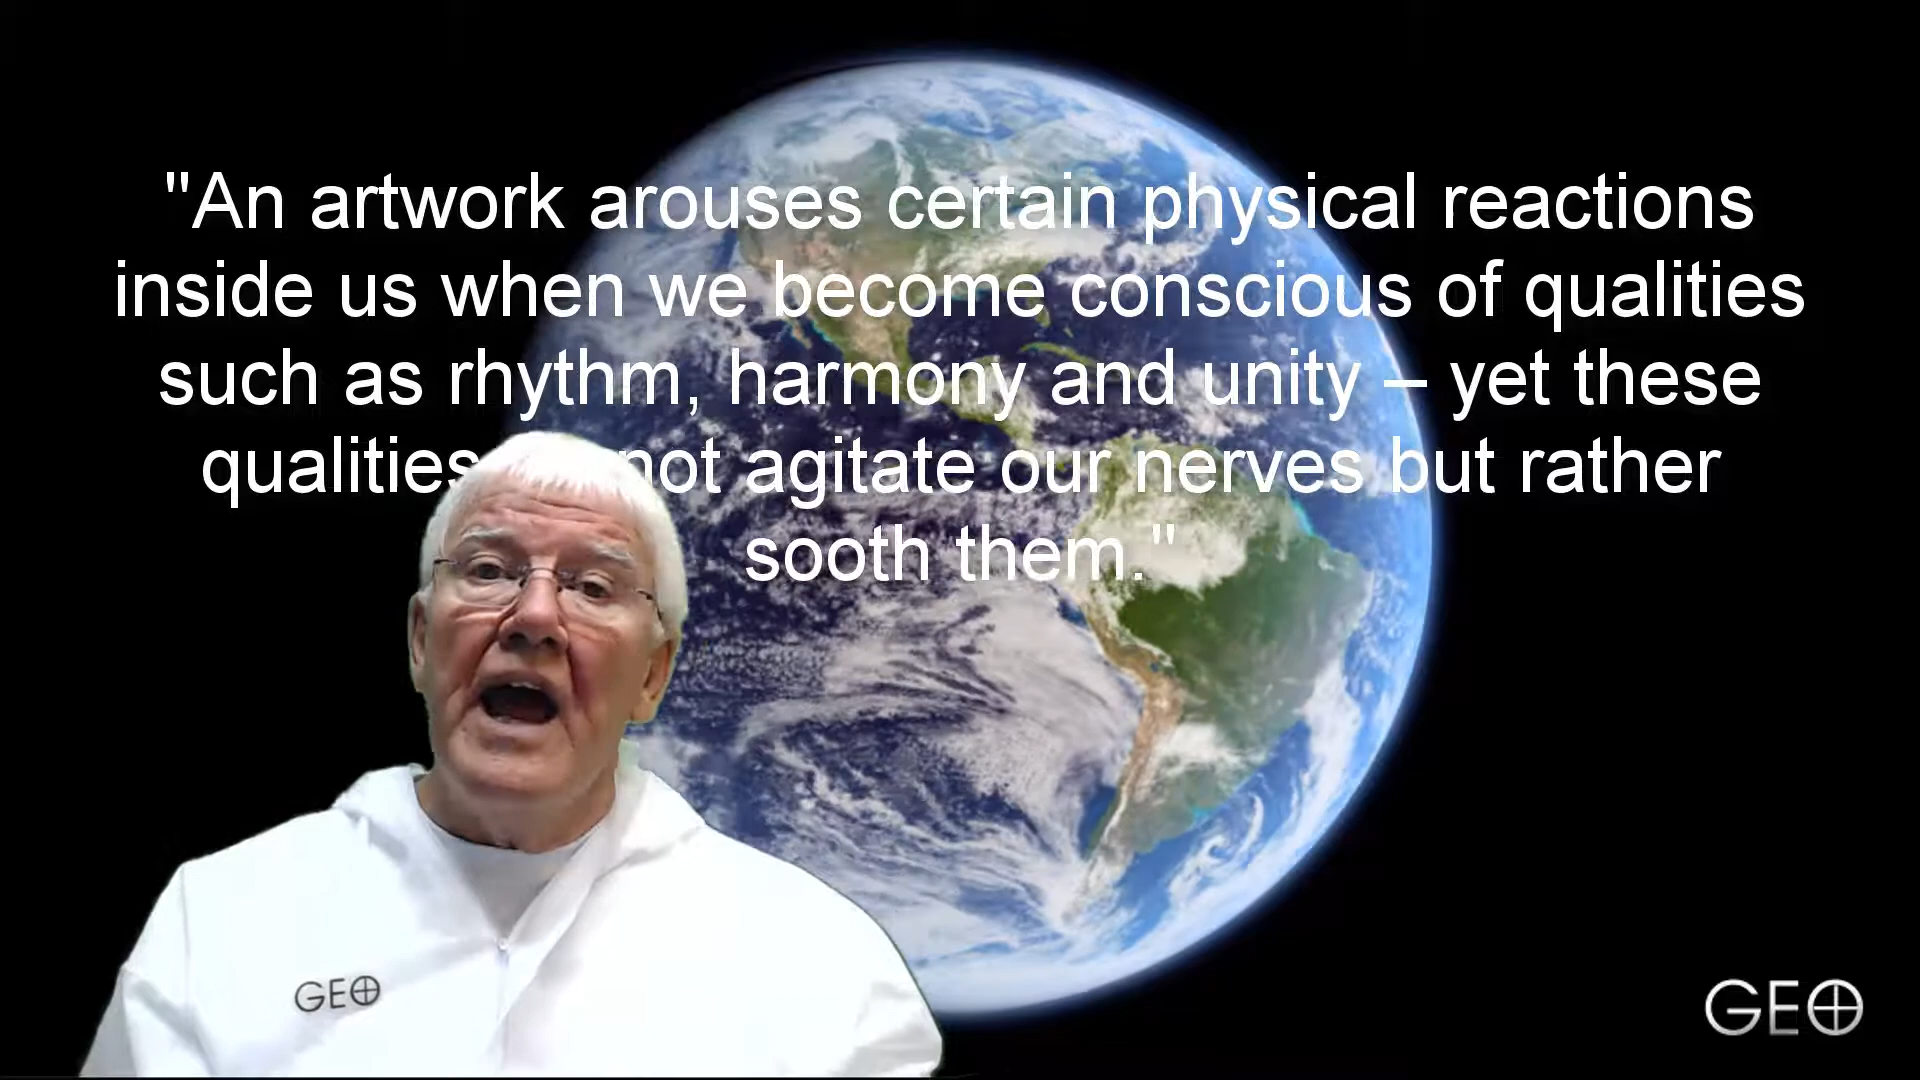 "An artwork arouses certain physical reactions
inside us when we become conscious of qualities
such as rhythm, harmony and unity – yet these
qualities not agitate our nerves but rather
sooth them."
GEO
GEO